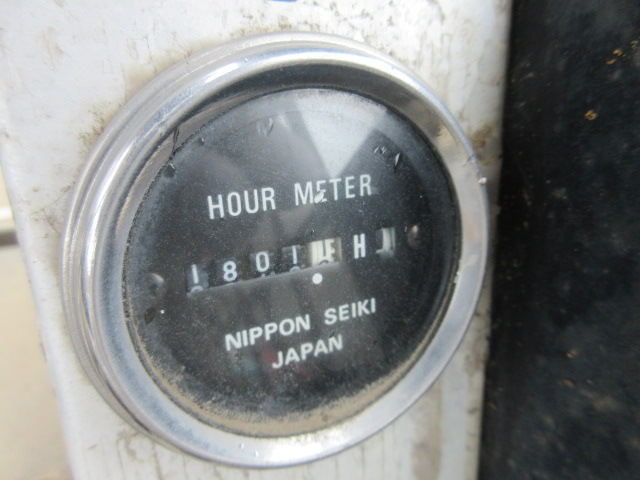 HOUR METER
1801 H
NIPPON SEIKI
JAPAN